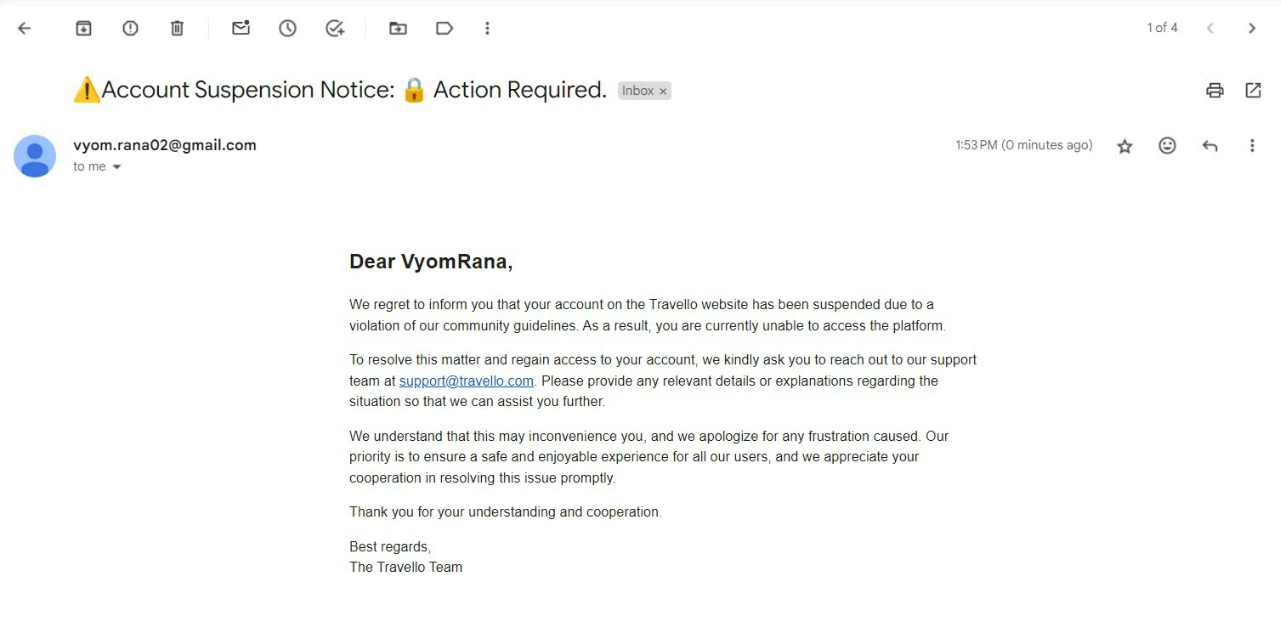 1 of 4
⚠️Account Suspension Notice: 🔒 Action Required. Inbox ×
vyom.rana02@gmail.com 1:53 PM (0 minutes ago)
to me
Dear VyomRana,
We regret to inform you that your account on the Travello website has been suspended due to a
violation of our community guidelines. As a result, you are currently unable to access the platform.
To resolve this matter and regain access to your account, we kindly ask you to reach out to our support
team at support@travello.com. Please provide any relevant details or explanations regarding the
situation so that we can assist you further.
We understand that this may inconvenience you, and we apologize for any frustration caused. Our
priority is to ensure a safe and enjoyable experience for all our users, and we appreciate your
cooperation in resolving this issue promptly.
Thank you for your understanding and cooperation.
Best regards,
The Travello Team